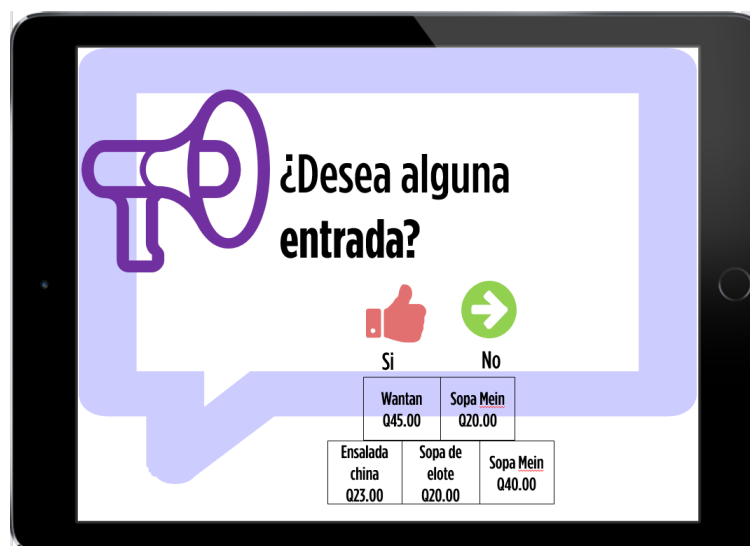 ¿Desea alguna
entrada?
Si
No
Wantan
Q45.00
Sopa Mein
Q20.00
Ensalada
china
Q23.00
Sopa de
elote
Q20.00
Sopa Mein
Q40.00